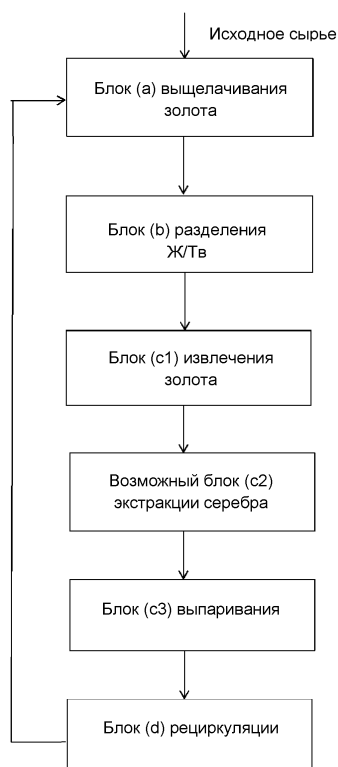 Исходное сырье
Блок (a) выщелачивания
золота
Блок (b) разделения
Ж/Тв
Блок (c1) извлечения
золота
Возможный блок (c2)
экстракции серебра
Блок (c3) выпаривания
Блок (d) рециркуляции